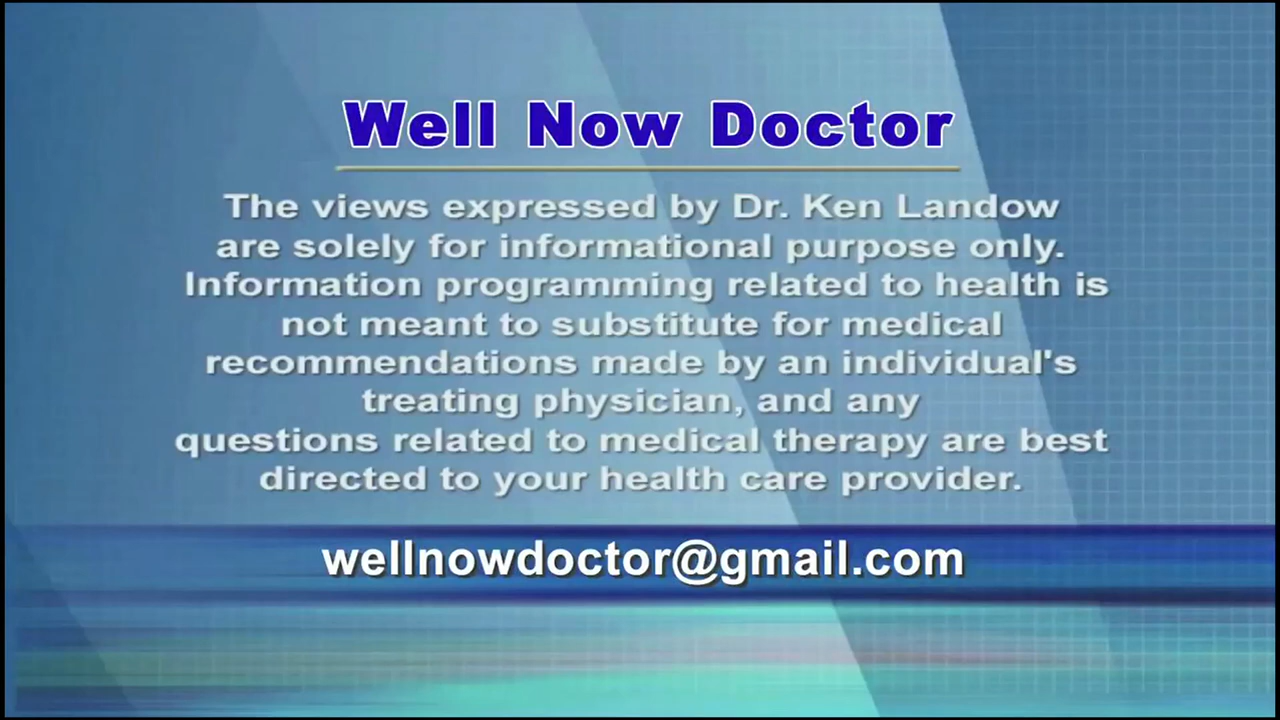 Well Now Doctor
The views expressed by Dr. Ken Landow
are solely for informational purpose only.
Information programming related to health is
not meant to substitute for medical
recommendations made by an individual's
treating physician, and any
questions related to medical therapy are best
directed to your health care provider.
wellnowdoctor@gmail.com